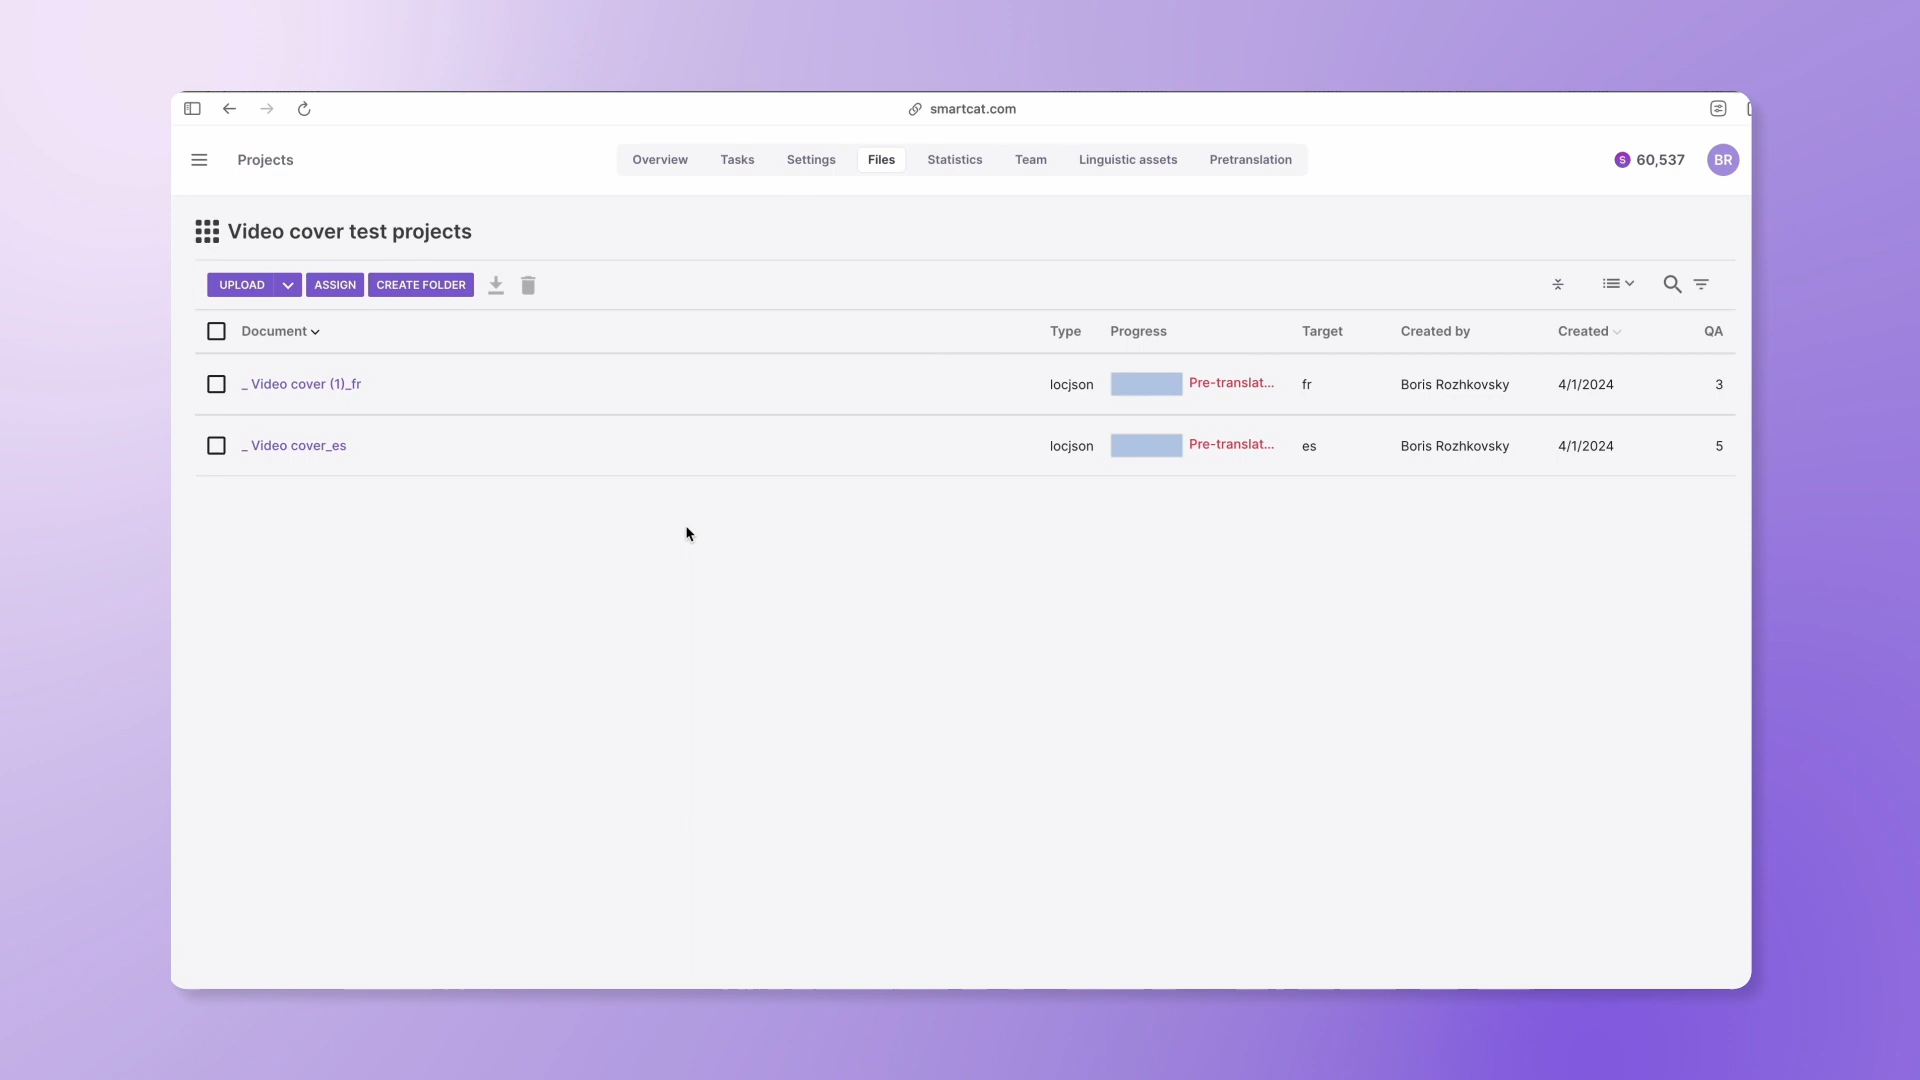 smartcat.com
Projects
Overview Tasks Settings Files Statistics Team Linguistic assets Pretranslation
S 60,537 BR
Video cover test projects
UPLOAD ASSIGN CREATE FOLDER
Document Type Progress Target Created by Created QA
_ Video cover (1)_fr locjson Pre-translat... fr Boris Rozhkovsky 4/1/2024 3
_ Video cover_es locjson Pre-translat... es Boris Rozhkovsky 4/1/2024 5